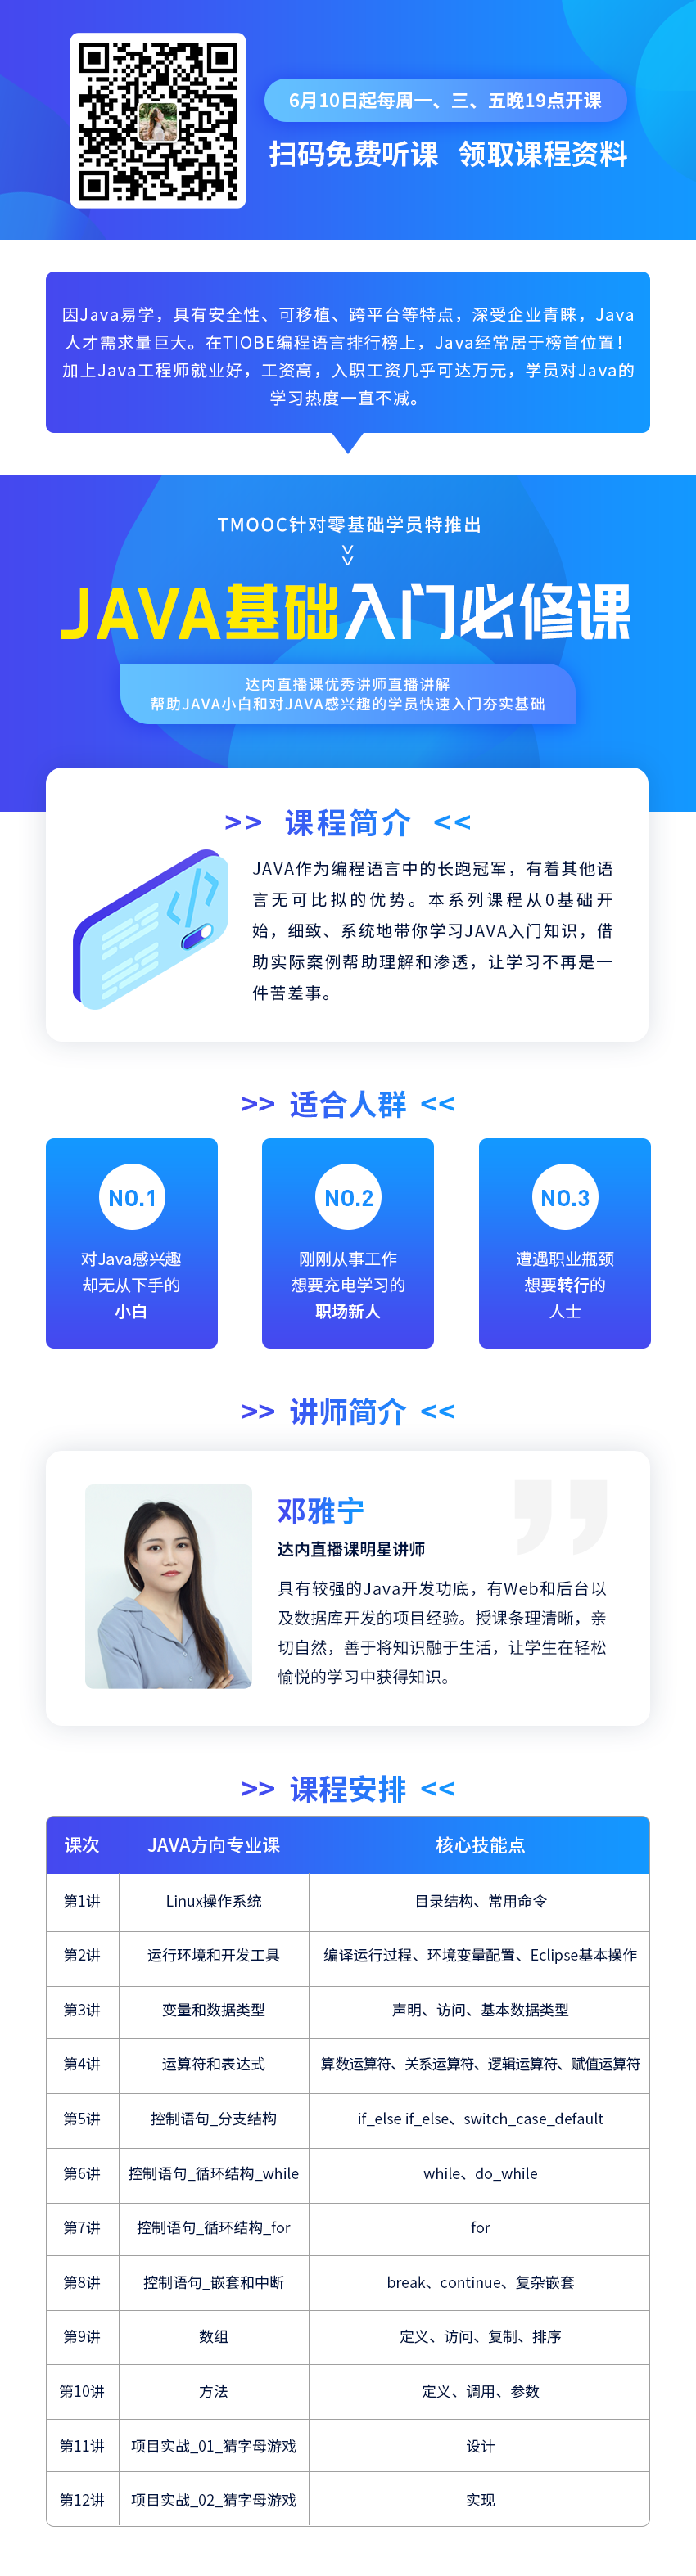 6月10日起每周一、三、五晚19点开课
扫码免费听课 领取课程资料
因Java易学，具有安全性、可移植、跨平台等特点，深受企业青睐，Java
人才需求量巨大。在TIOBE编程语言排行榜上，Java经常居于榜首位置！
加上Java工程师就业好，工资高，入职工资几乎可达万元，学员对Java的
学习热度一直不减。
TMOOC针对零基础学员特推出
JAVA基础入门必修课
达内直播课优秀讲师直播讲解
帮助JAVA小白和对JAVA感兴趣的学员快速入门夯实基础
>> 课程简介 <<
JAVA作为编程语言中的长跑冠军，有着其他语
言无可比拟的优势。本系列课程从0基础开
始，细致、系统地带你学习JAVA入门知识，借
助实际案例帮助理解和渗透，让学习不再是一
件苦差事。
>> 适合人群 <<
NO.1
对Java感兴趣
却无从下手的
小白
NO.2
刚刚从事工作
想要充电学习的
职场新人
NO.3
遭遇职业瓶颈
想要转行的
人士
>> 讲师简介 <<
邓雅宁
达内直播课明星讲师
具有较强的Java开发功底，有Web和后台以
及数据库开发的项目经验。授课条理清晰，亲
切自然，善于将知识融于生活，让学生在轻松
愉悦的学习中获得知识。
>> 课程安排 <<
课次 JAVA方向专业课 核心技能点
第1讲 Linux操作系统 目录结构、常用命令
第2讲 运行环境和开发工具 编译运行过程、环境变量配置、Eclipse基本操作
第3讲 变量和数据类型 声明、访问、基本数据类型
第4讲 运算符和表达式 算数运算符、关系运算符、逻辑运算符、赋值运算符
第5讲 控制语句_分支结构 if_else if_else、switch_case_default
第6讲 控制语句_循环结构_while while、do_while
第7讲 控制语句_循环结构_for for
第8讲 控制语句_嵌套和中断 break、continue、复杂嵌套
第9讲 数组 定义、访问、复制、排序
第10讲 方法 定义、调用、参数
第11讲 项目实战_01_猜字母游戏 设计
第12讲 项目实战_02_猜字母游戏 实现